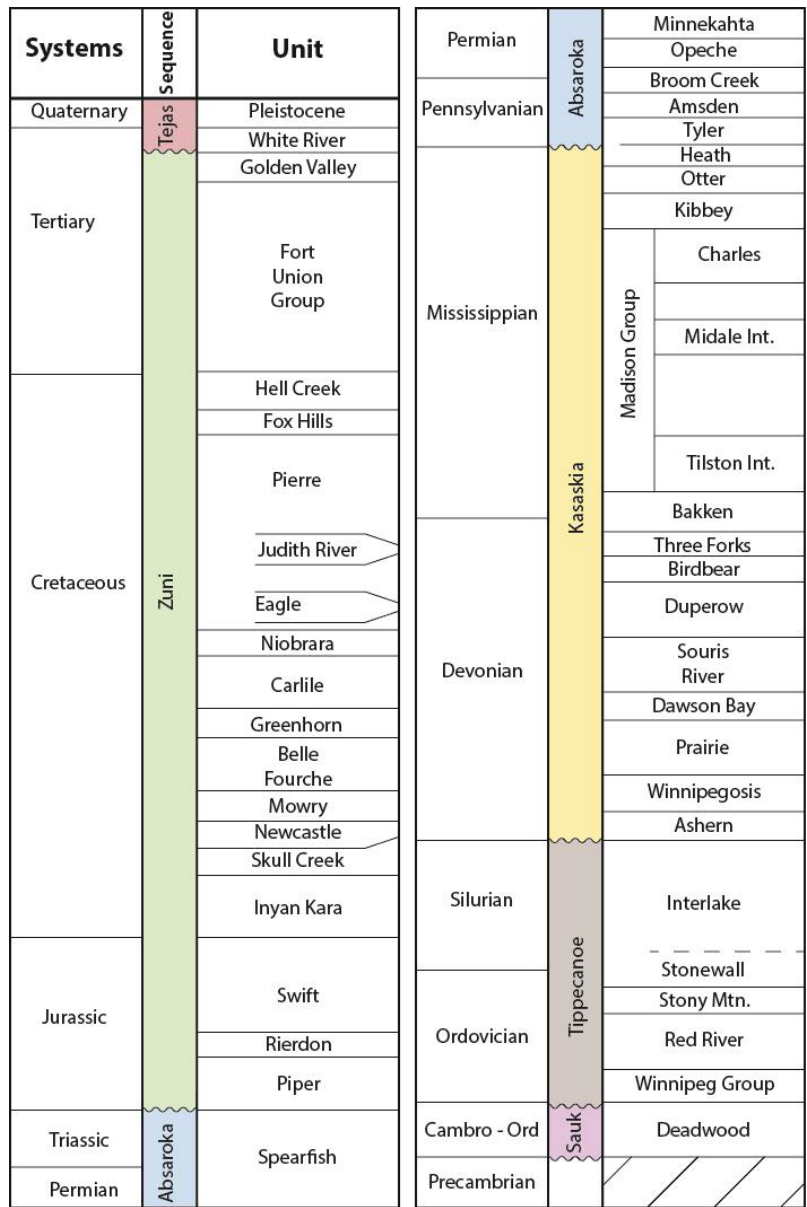 Systems
Sequence
Unit
Quaternary
Tejas
Pleistocene
White River
Tertiary
Zuni
Golden Valley
Fort
Union
Group
Cretaceous
Hell Creek
Fox Hills
Pierre
Judith River
Eagle
Niobrara
Carlile
Greenhorn
Belle
Fourche
Mowry
Newcastle
Skull Creek
Inyan Kara
Jurassic
Swift
Rierdon
Piper
Triassic
Absaroka
Spearfish
Permian
Permian
Absaroka
Minnekahta
Opeche
Broom Creek
Pennsylvanian
Amsden
Tyler
Mississippian
Kasaskia
Heath
Otter
Kibbey
Madison Group
Charles
Midale Int.
Tilston Int.
Bakken
Devonian
Three Forks
Birdbear
Duperow
Souris
River
Dawson Bay
Prairie
Winnipegosis
Ashern
Silurian
Tippecanoe
Interlake
Stonewall
Ordovician
Stony Mtn.
Red River
Winnipeg Group
Cambro - Ord
Sauk
Deadwood
Precambrian